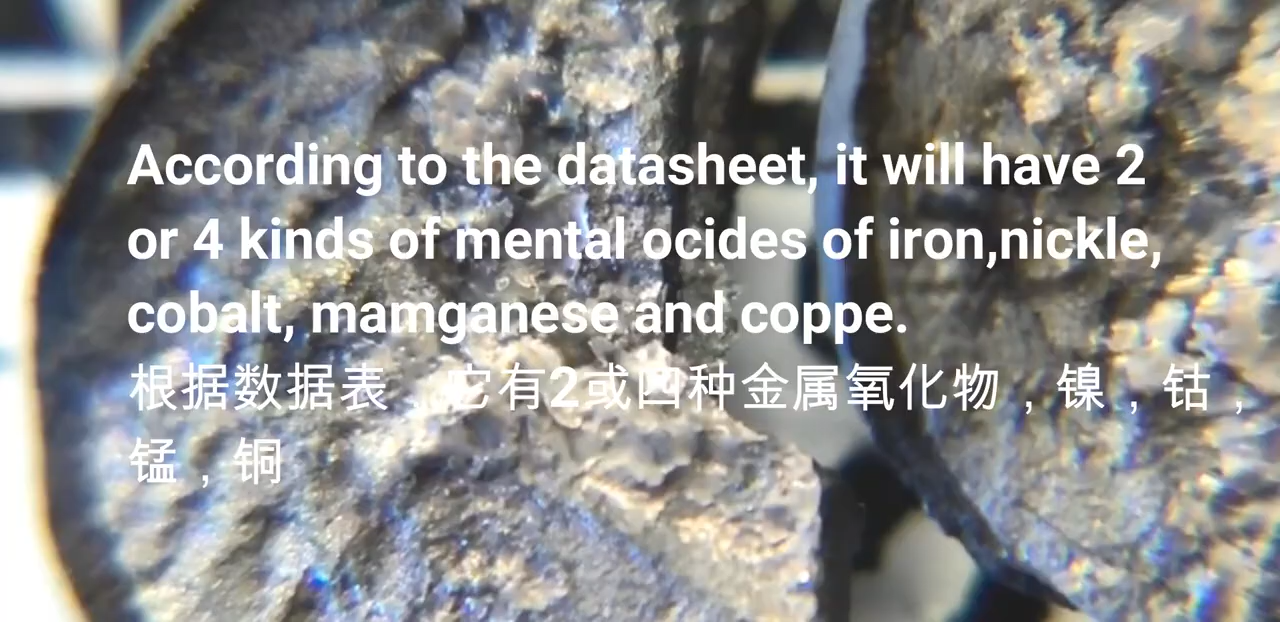 According to the datasheet, it will have 2
or 4 kinds of mental ocides of iron,nickle,
cobalt, mamganese and coppe.
根据数据表，它有2或四种金属氧化物，镍，钴，
锰，铜